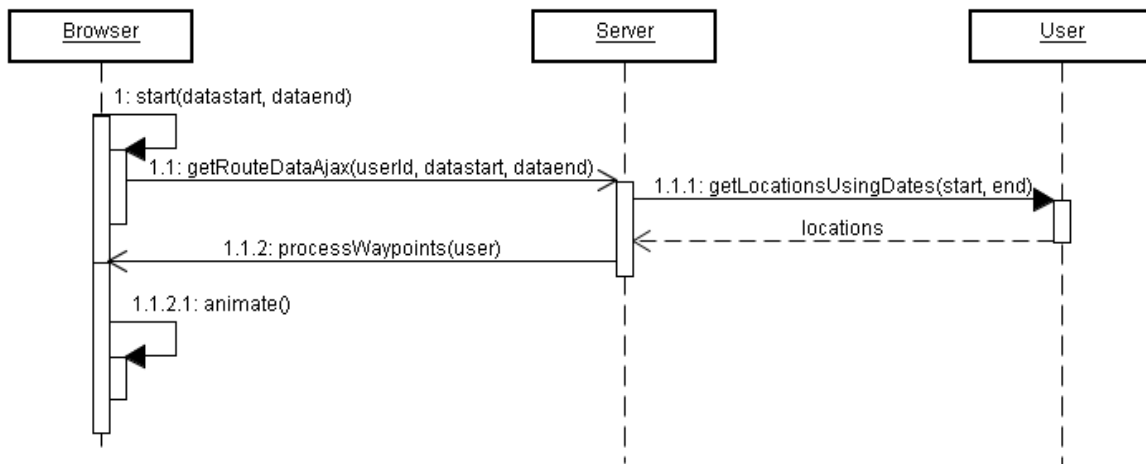 Browser
Server
User
1: start(datastart, dataend)
1.1: getRouteDataAjax(userId, datastart, dataend)
1.1.1: getLocationsUsingDates(start, end)
locations
1.1.2: processWaypoints(user)
1.1.2.1: animate()